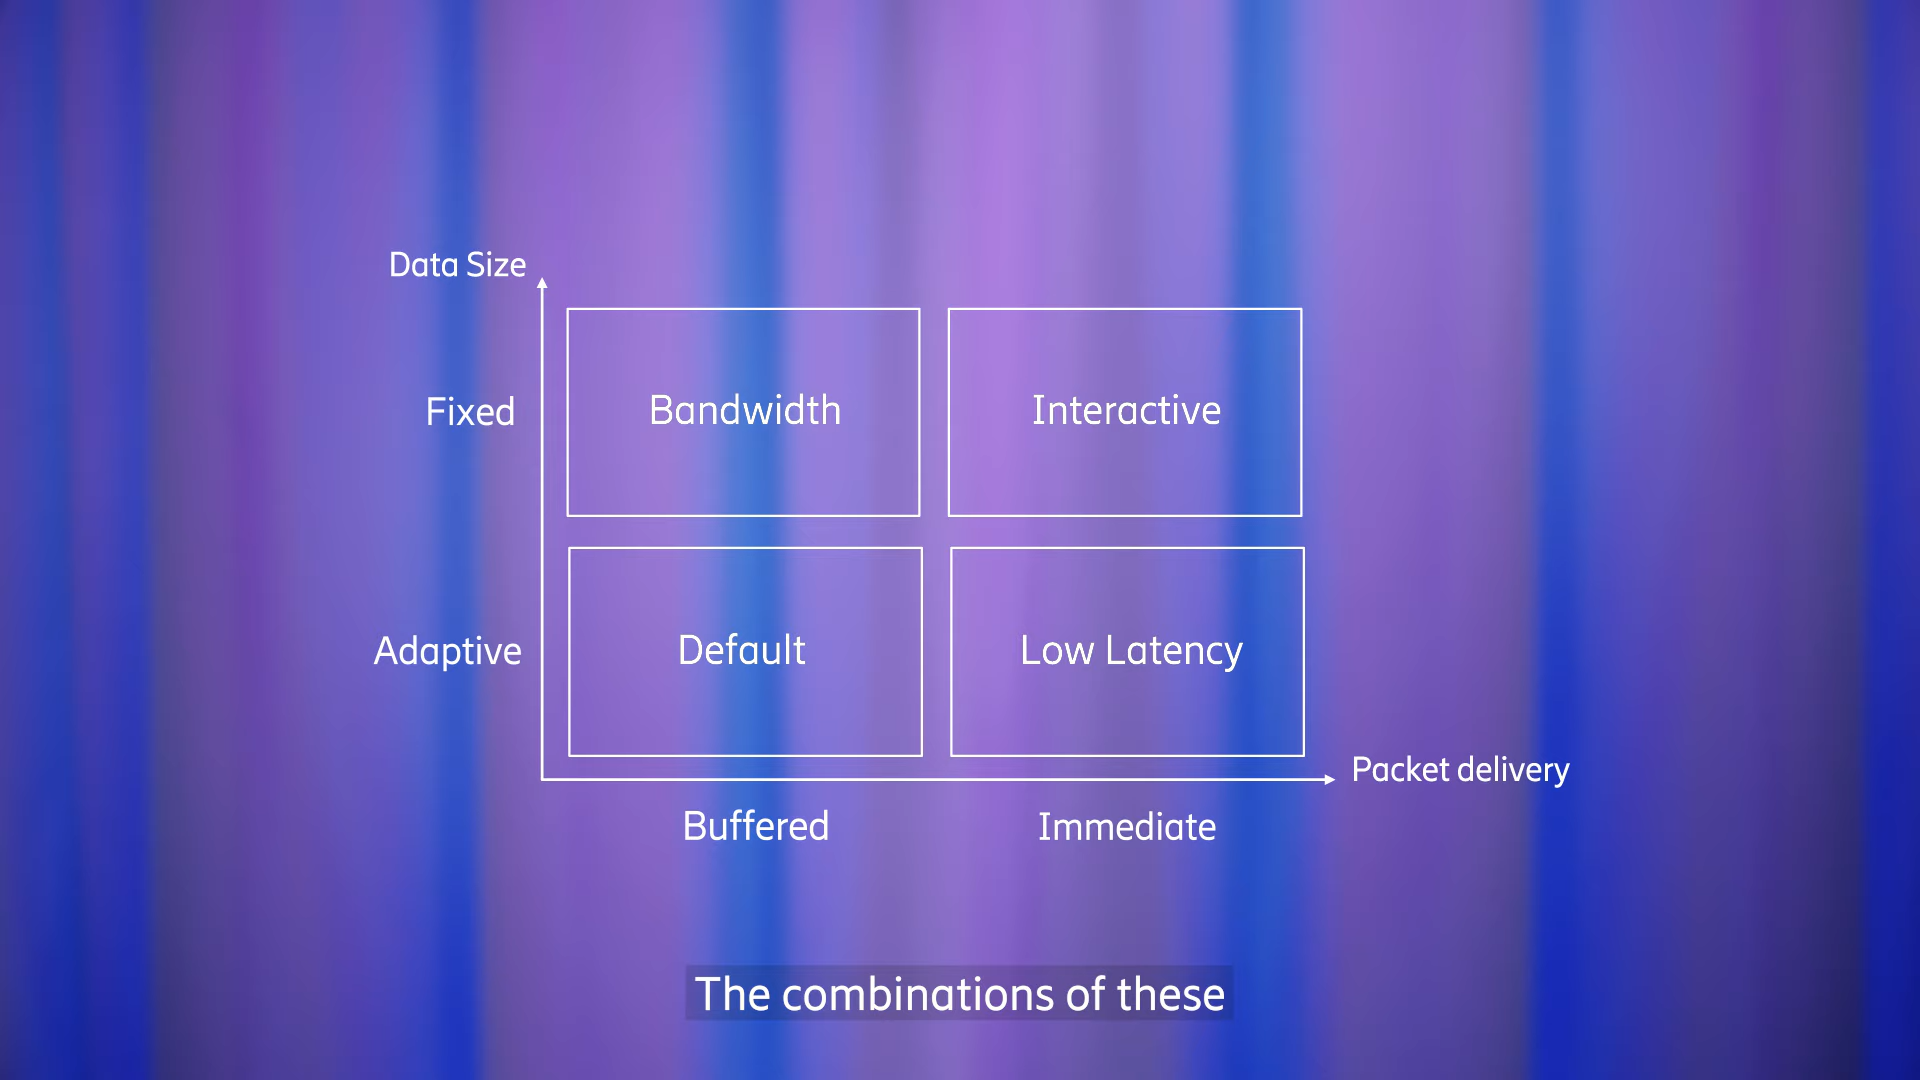 Data Size
Fixed
Bandwidth
Interactive
Adaptive
Default
Low Latency
Packet delivery
Buffered
Immediate
The combinations of these